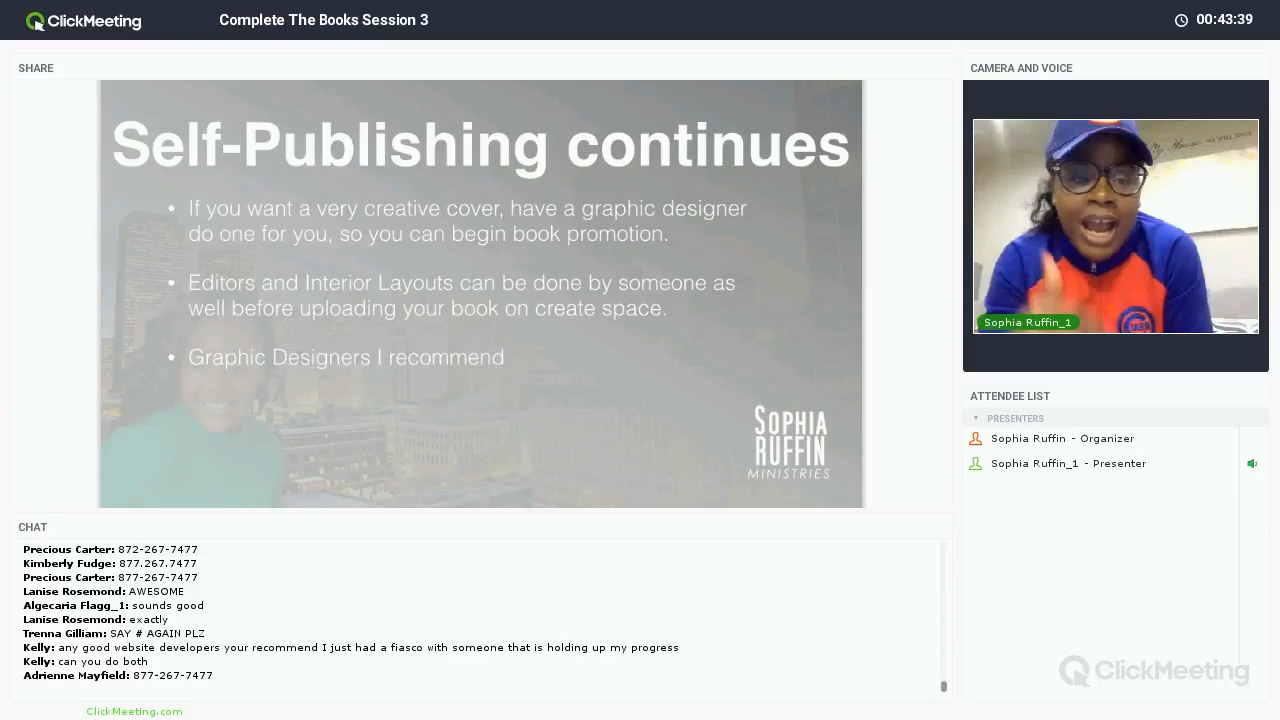 ClickMeeting
Complete The Books Session 3
00:43:39
SHARE
Self-Publishing continues
• If you want a very creative cover, have a graphic designer
do one for you, so you can begin book promotion.
• Editors and Interior Layouts can be done by someone as
well before uploading your book on create space.
• Graphic Designers I recommend
SOPHIA
RUFFIN
MINISTRIES
CAMERA AND VOICE
My House
Sophia Ruffin_1
ATTENDEE LIST
PRESENTERS
Sophia Ruffin - Organizer
Sophia Ruffin_1 - Presenter
CHAT
Precious Carter: 872-267-7477
Kimberly Fudge: 877.267.7477
Precious Carter: 877-267-7477
Lanise Rosemond: AWESOME
Algecaria Flagg_1: sounds good
Lanise Rosemond: exactly
Trenna Gilliam: SAY # AGAIN PLZ
Kelly: any good website developers your recommend I just had a fiasco with someone that is holding up my progress
Kelly: can you do both
Adrienne Mayfield: 877-267-7477
ClickMeeting
ClickMeeting.com